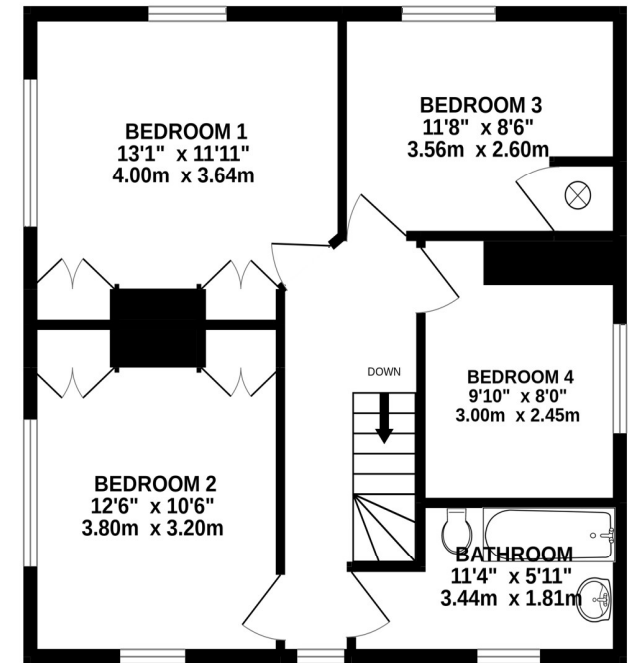 BEDROOM 1
13'1" x 11'11"
4.00m x 3.64m
BEDROOM 3
11'8" x 8'6"
3.56m x 2.60m
DOWN
BEDROOM 4
9'10" x 8'0"
3.00m x 2.45m
BEDROOM 2
12'6" x 10'6"
3.80m x 3.20m
BATHROOM
11'4" x 5'11"
3.44m x 1.81m